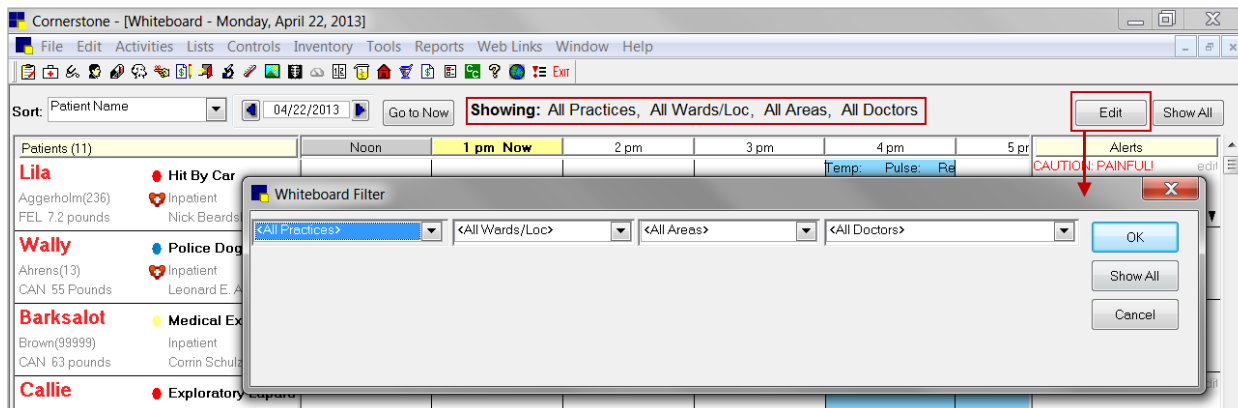 Cornerstone - [Whiteboard - Monday, April 22, 2013]
File Edit Activities Lists Controls Inventory Tools Reports Web Links Window Help
EXIT
Sort: Patient Name 04/22/2013 Go to Now Showing: All Practices, All Wards/Loc, All Areas, All Doctors Edit Show All
Patients (11) Noon 1 pm Now 2 pm 3 pm 4 pm 5 pr Alerts
Lila Hit By Car Temp: Pulse: Re CAUTION: PAINFUL! edit
Aggerholm(236) Inpatient
FEL 7.2 pounds Nick Beards
Whiteboard Filter
<All Practices> <All Wards/Loc> <All Areas> <All Doctors> OK
Show All
Cancel
Wally Police Dog
Ahrens(13) Inpatient
CAN 55 Pounds Leonard E. A
Barksalot Medical Ex
Brown(99999) Inpatient
CAN 63 pounds Corrin Schulz
Callie Exploratory